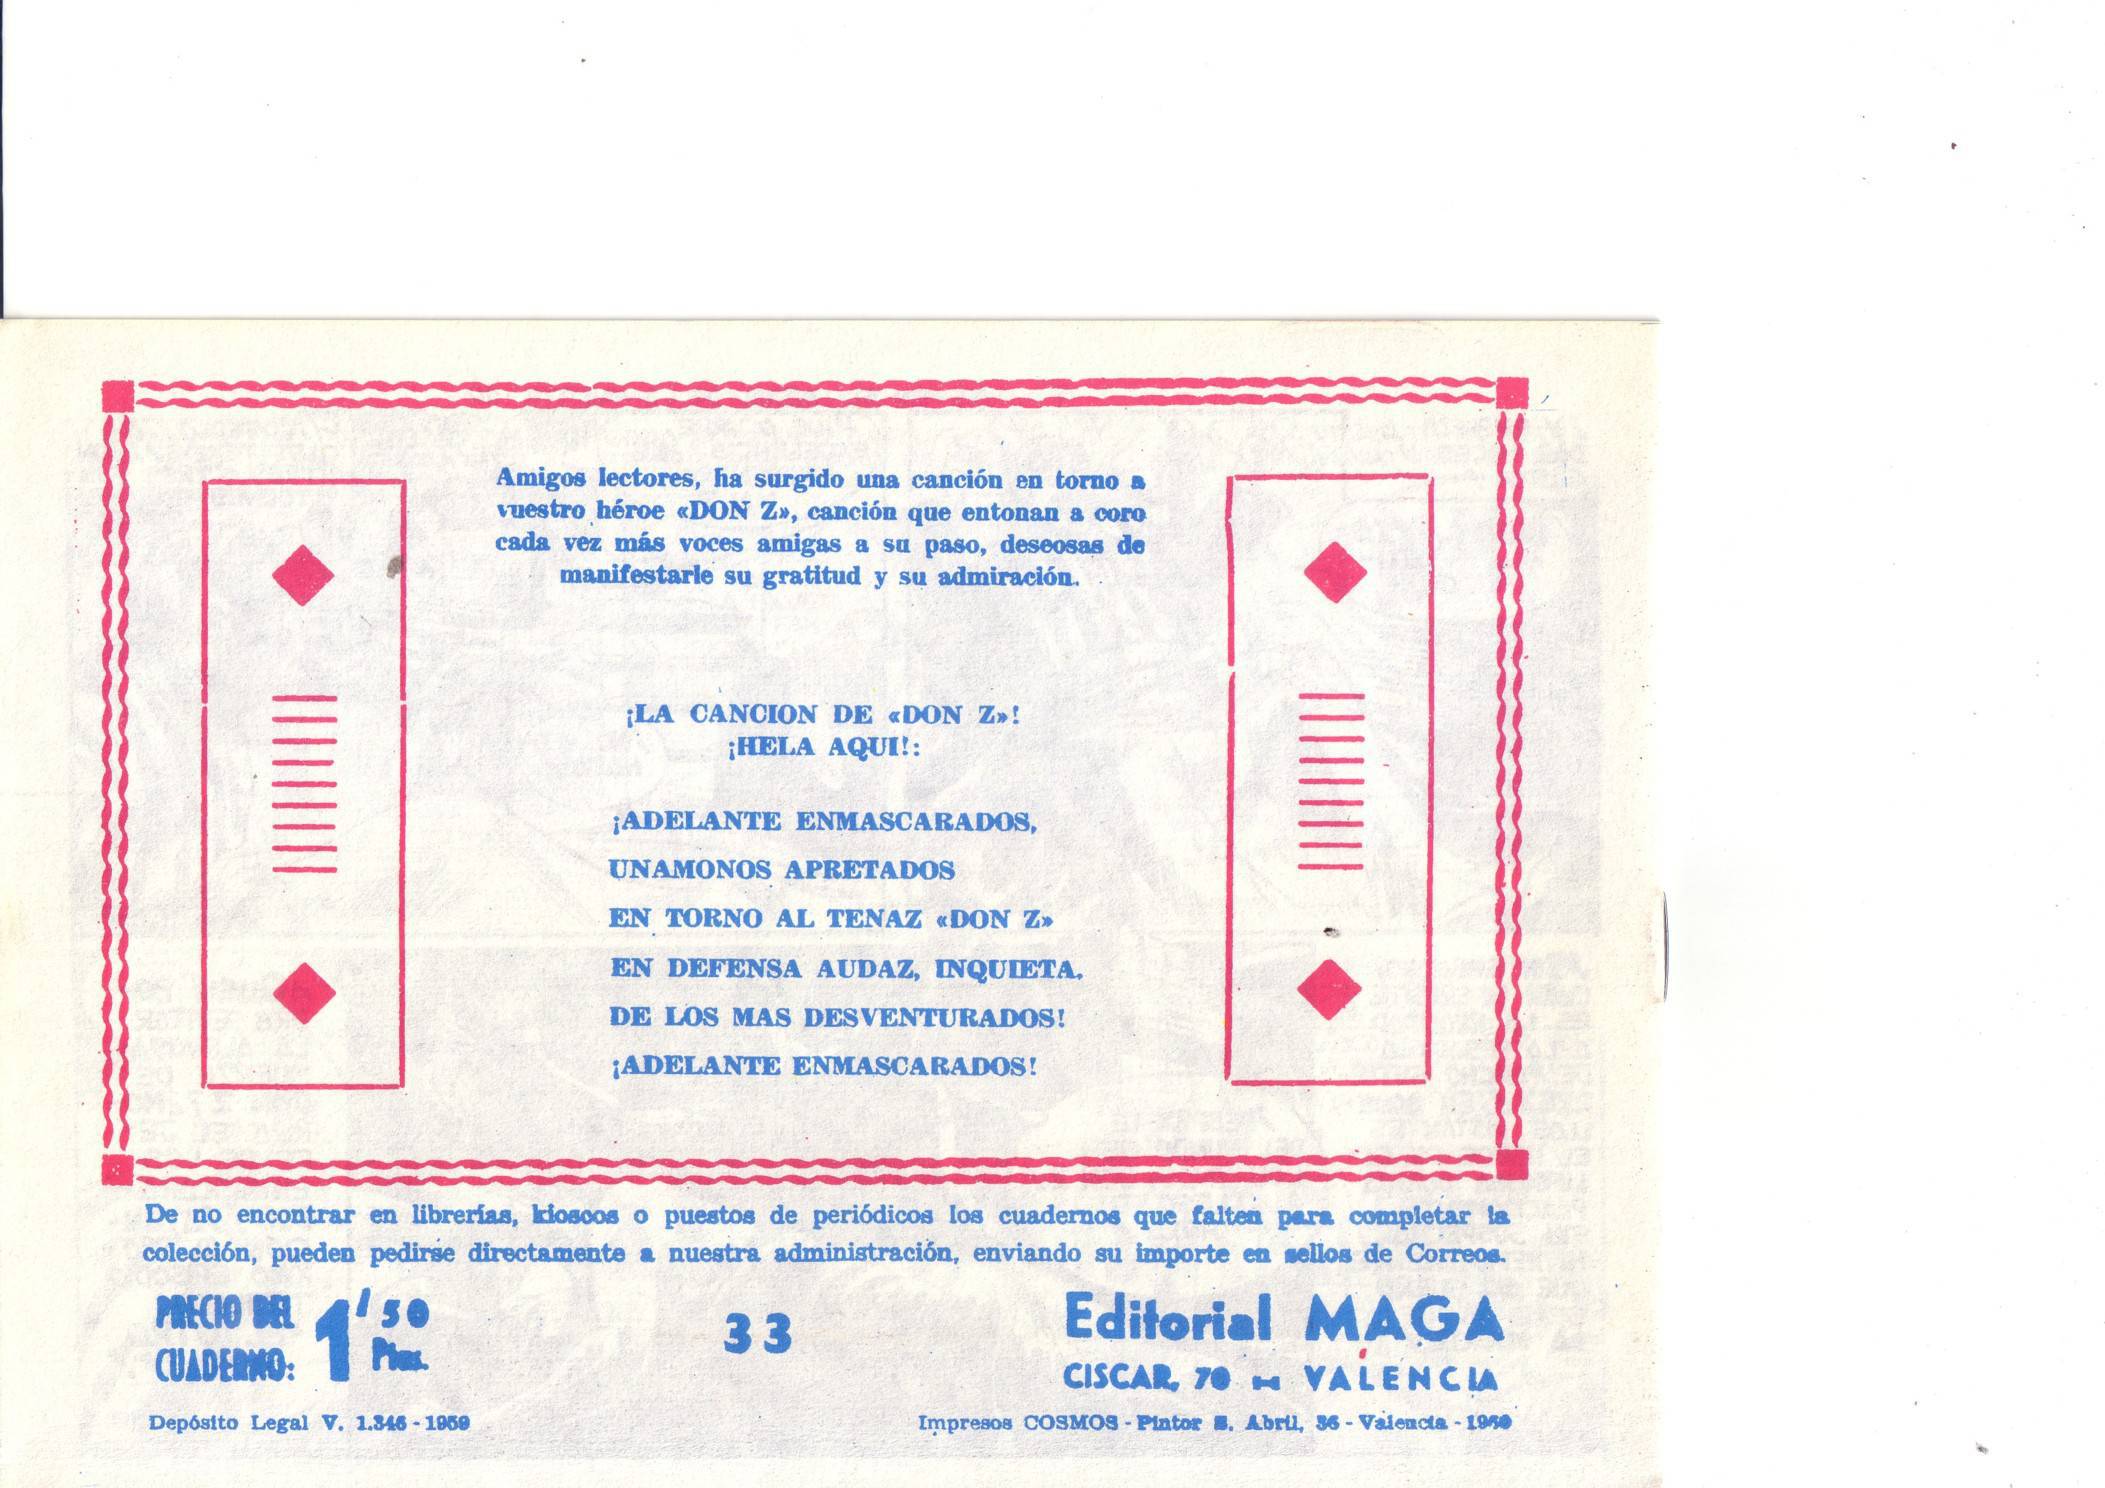 Amigos lectores, ha surgido una canción en torno a
vuestro héroe «DON Z», canción que entonan a coro
cada vez más voces amigas a su paso, deseosas de
manifestarle su gratitud y su admiración.
¡LA CANCION DE «DON Z»!
¡HELA AQUI!:
¡ADELANTE ENMASCARADOS,
UNAMONOS APRETADOS
EN TORNO AL TENAZ «DON Z»
EN DEFENSA AUDAZ, INQUIETA,
DE LOS MAS DESVENTURADOS!
¡ADELANTE ENMASCARADOS!
De no encontrar en librerías, kioscos o puestos de periódicos los cuadernos que falten para completar la
colección, pueden pedirse directamente a nuestra administración, enviando su importe en sellos de Correos.
PRECIO DEL CUADERNO: 1'50 Ptas.
33
Editorial MAGA
CISCAR, 70 - VALENCIA
Depósito Legal V. 1.346 - 1959
Impresos COSMOS - Pintor S. Abril, 36 - Valencia -